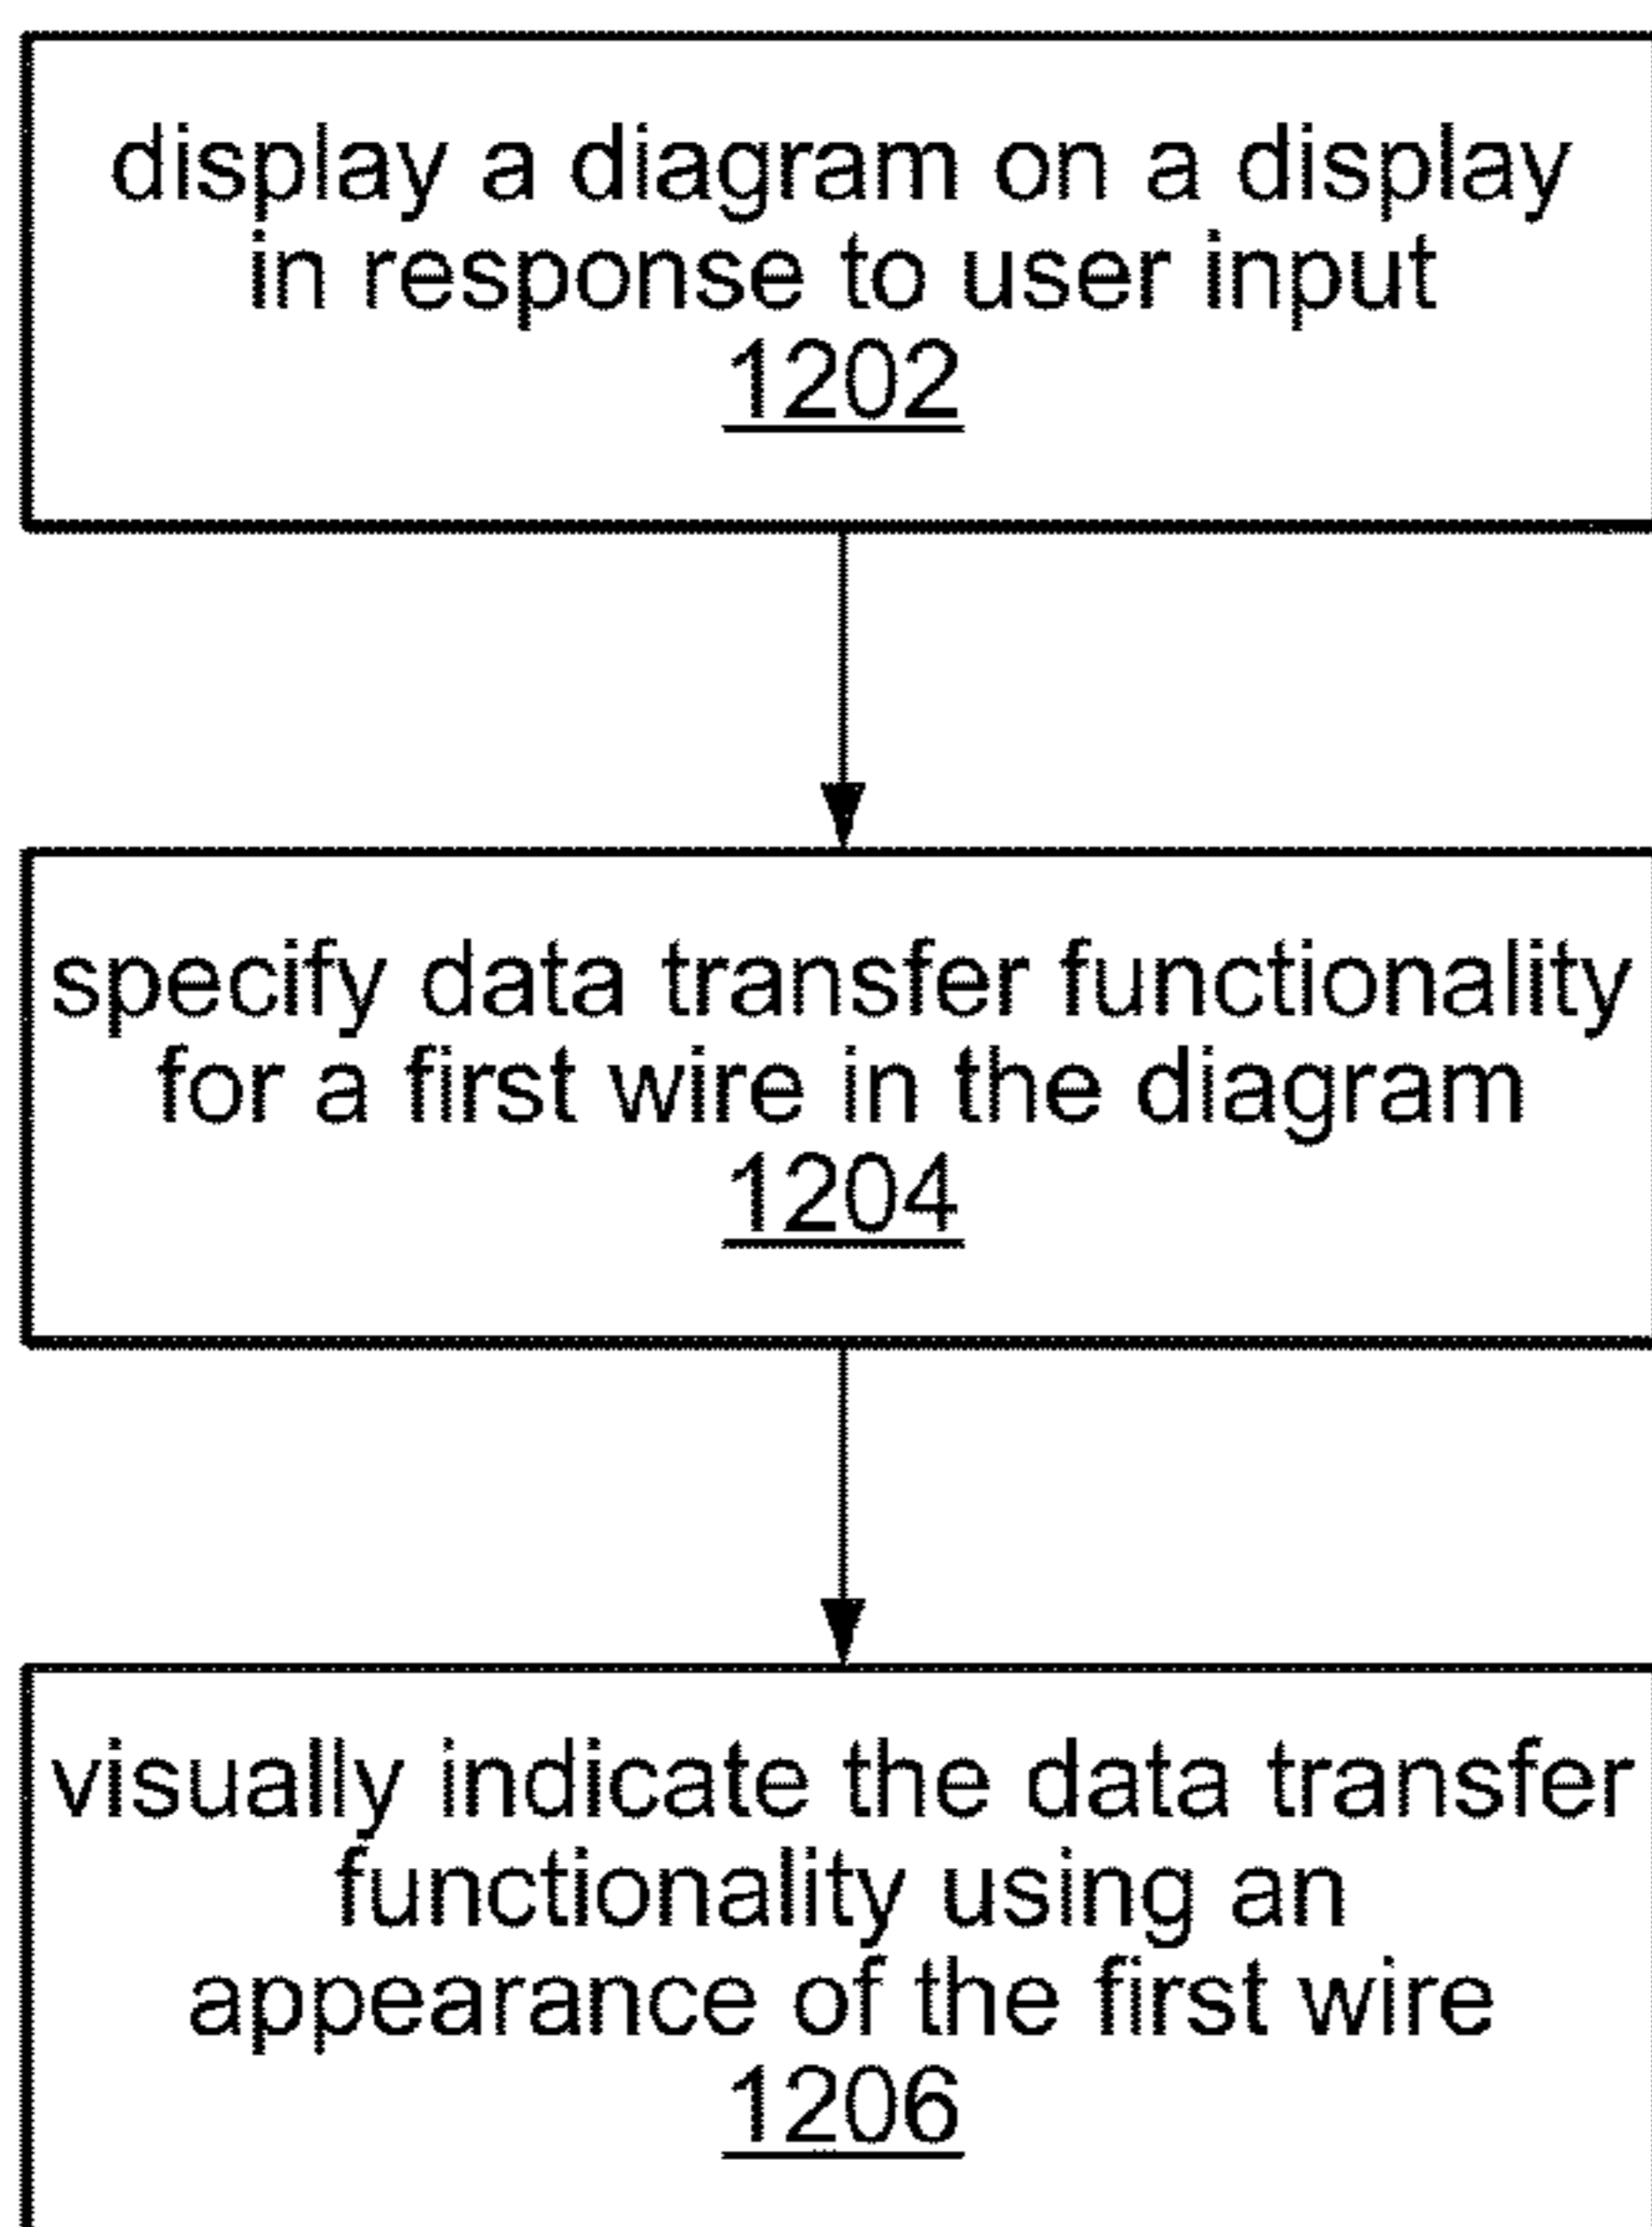 display a diagram on a display
in response to user input
1202
specify data transfer functionality
for a first wire in the diagram
1204
visually indicate the data transfer
functionality using an
appearance of the first wire
1206